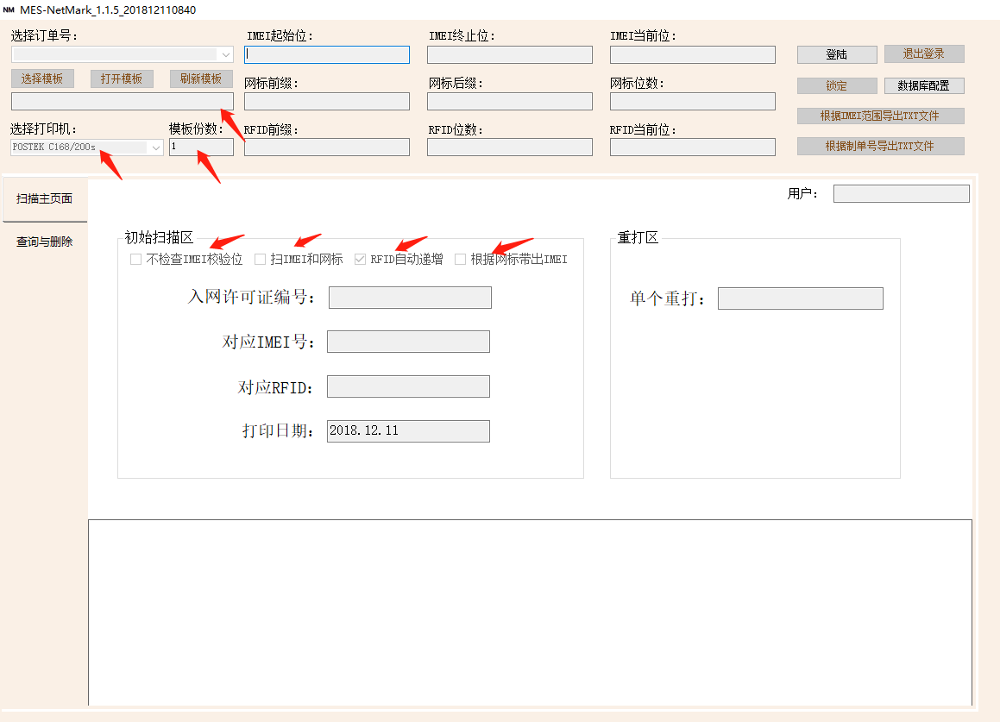 NM MES-NetMark_1.1.5_201812110840
选择订单号: IMEI起始位: IMEI终止位: IMEI当前位:
登陆 退出登录
选择模板 打开模板 刷新模板 网标前缀: 网标后缀: 网标位数:
锁定 数据库配置
根据IMEI范围导出TXT文件
选择打印机: 模板份数: RFID前缀: RFID位数: RFID当前位:
POSTEK C168/200s 1
根据制单号导出TXT文件
扫描主页面
用户:
查询与删除
初始扫描区 重打区
不检查IMEI校验位 扫IMEI和网标 RFID自动递增 根据网标带出IMEI
入网许可证编号: 单个重打:
对应IMEI号:
对应RFID:
打印日期: 2018.12.11